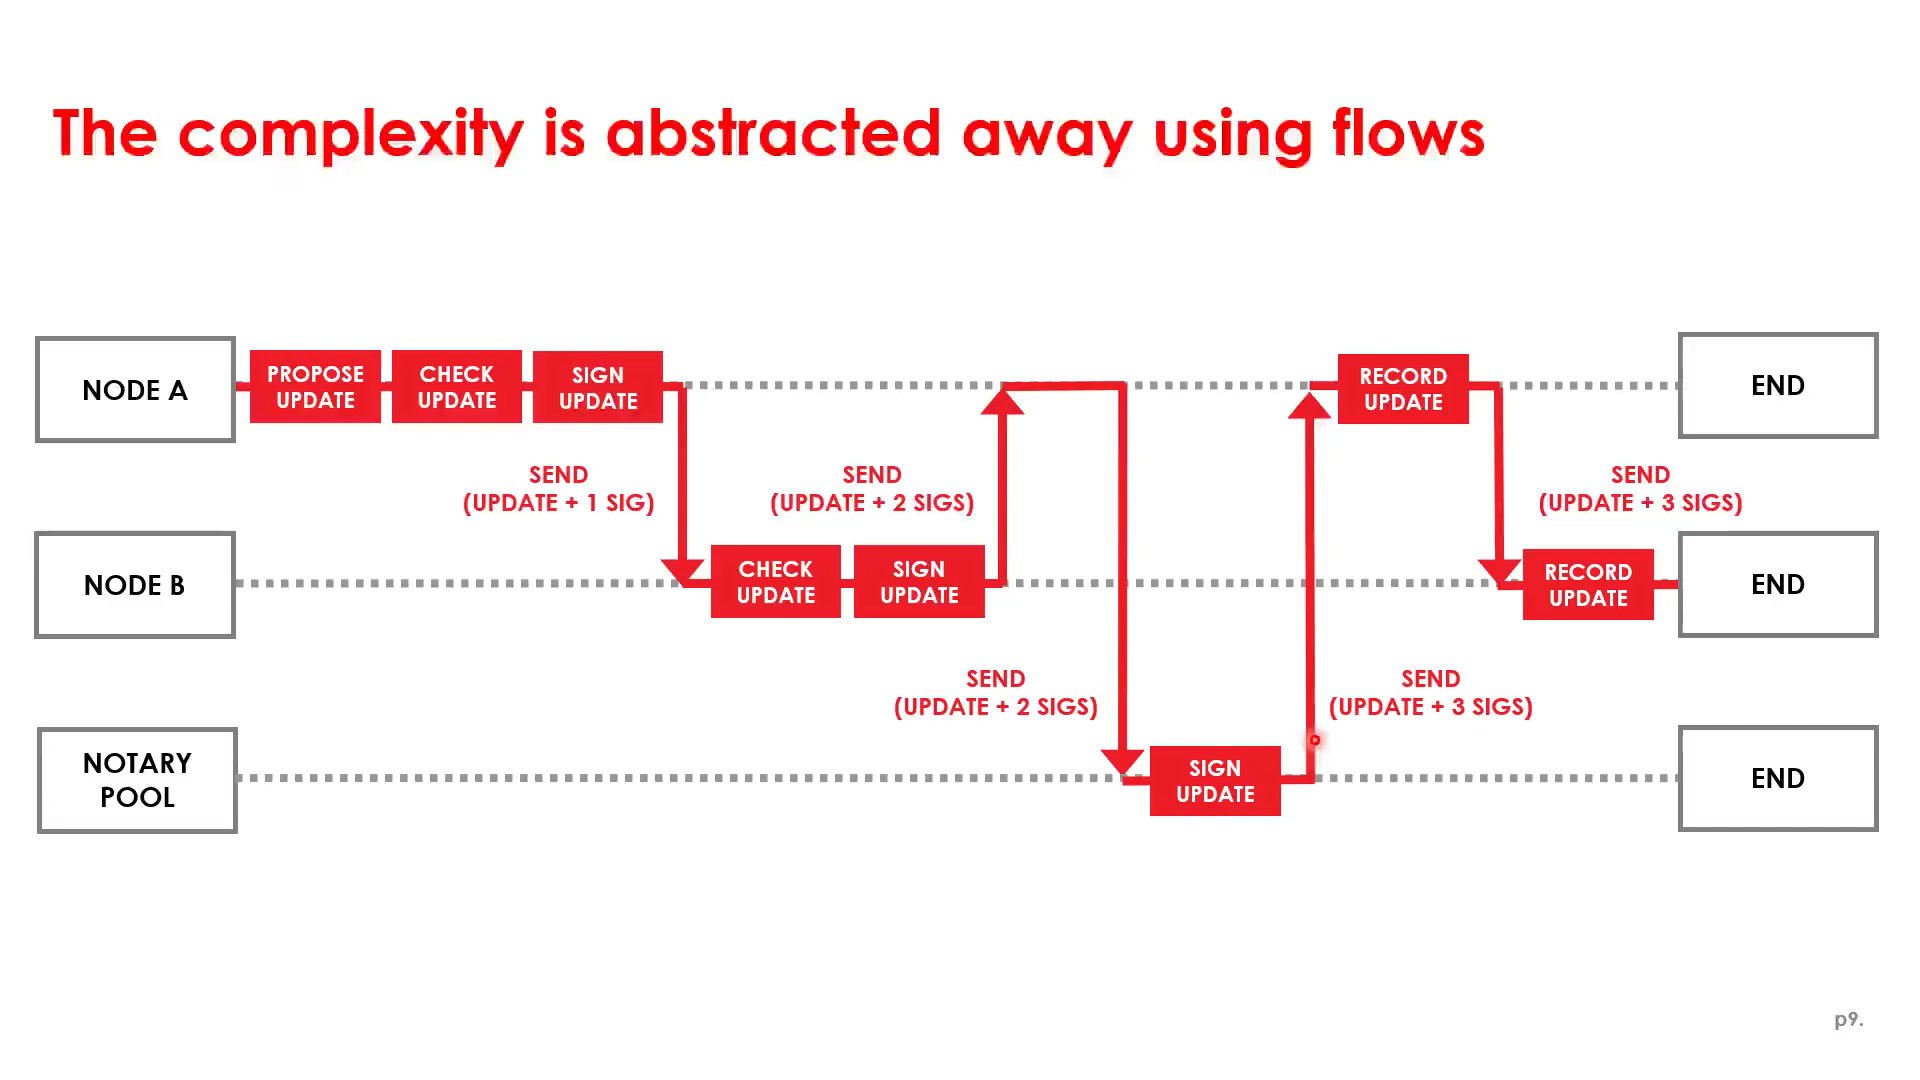 The complexity is abstracted away using flows
NODE A
PROPOSE
UPDATE
CHECK
UPDATE
SIGN
UPDATE
RECORD
UPDATE
END
SEND
(UPDATE + 1 SIG)
SEND
(UPDATE + 2 SIGS)
SEND
(UPDATE + 3 SIGS)
NODE B
CHECK
UPDATE
SIGN
UPDATE
RECORD
UPDATE
END
SEND
(UPDATE + 2 SIGS)
SEND
(UPDATE + 3 SIGS)
NOTARY
POOL
SIGN
UPDATE
END
p9.